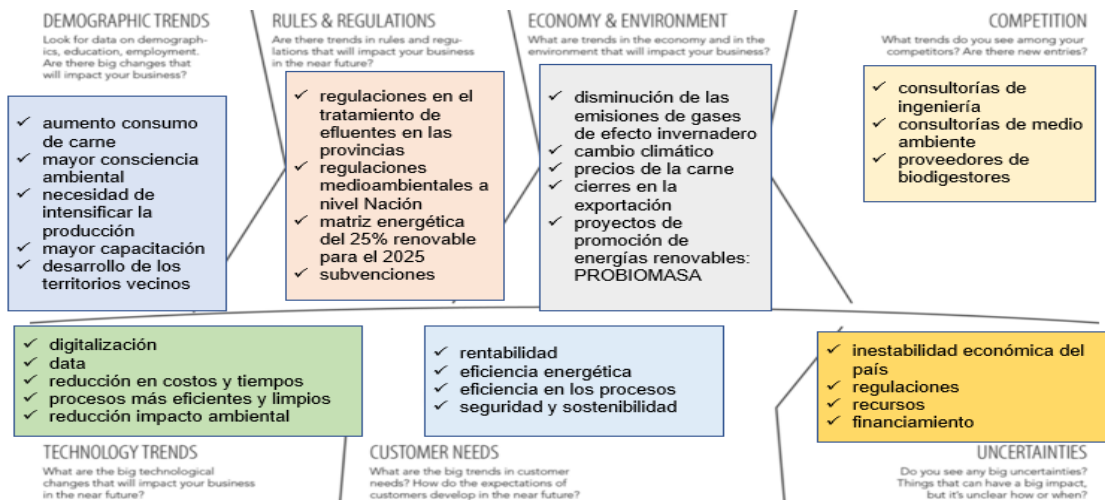 DEMOGRAPHIC TRENDS
Look for data on demograph-
ics, education, employment.
Are there big changes that
will impact your business?
✓ aumento consumo
de carne
✓ mayor consciencia
ambiental
✓ necesidad de
intensificar la
producción
✓ mayor capacitación
✓ desarrollo de los
territorios vecinos
RULES & REGULATIONS
Are there trends in rules and regu-
lations that will impact your business
in the near future?
✓ regulaciones en el
tratamiento de
efluentes en las
provincias
✓ regulaciones
medioambientales a
nivel Nación
✓ matriz energética
del 25% renovable
para el 2025
✓ subvenciones
ECONOMY & ENVIRONMENT
What are trends in the economy and in the
environment that will impact your business?
✓ disminución de las
emisiones de gases
de efecto invernadero
✓ cambio climático
✓ precios de la carne
✓ cierres en la
exportación
✓ proyectos de
promoción de
energías renovables:
PROBIOMASA
COMPETITION
What trends do you see among your
competitors? Are there new entries?
✓ consultorías de
ingeniería
✓ consultorías de medio
ambiente
✓ proveedores de
biodigestores
✓ digitalización
✓ data
✓ reducción en costos y tiempos
✓ procesos más eficientes y limpios
✓ reducción impacto ambiental
TECHNOLOGY TRENDS
What are the big technological
changes that will impact your business
in the near future?
✓ rentabilidad
✓ eficiencia energética
✓ eficiencia en los procesos
✓ seguridad y sostenibilidad
CUSTOMER NEEDS
What are the big trends in customer
needs? How do the expectations of
customers develop in the near future?
✓ inestabilidad económica del
país
✓ regulaciones
✓ recursos
✓ financiamiento
UNCERTAINTIES
Do you see any big uncertainties?
Things that can have a big impact,
but it's unclear how or when?